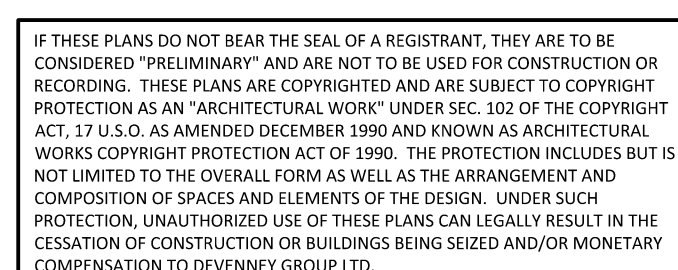 IF THESE PLANS DO NOT BEAR THE SEAL OF A REGISTRANT, THEY ARE TO BE
CONSIDERED "PRELIMINARY" AND ARE NOT TO BE USED FOR CONSTRUCTION OR
RECORDING. THESE PLANS ARE COPYRIGHTED AND ARE SUBJECT TO COPYRIGHT
PROTECTION AS AN "ARCHITECTURAL WORK" UNDER SEC. 102 OF THE COPYRIGHT
ACT, 17 U.S.O. AS AMENDED DECEMBER 1990 AND KNOWN AS ARCHITECTURAL
WORKS COPYRIGHT PROTECTION ACT OF 1990. THE PROTECTION INCLUDES BUT IS
NOT LIMITED TO THE OVERALL FORM AS WELL AS THE ARRANGEMENT AND
COMPOSITION OF SPACES AND ELEMENTS OF THE DESIGN. UNDER SUCH
PROTECTION, UNAUTHORIZED USE OF THESE PLANS CAN LEGALLY RESULT IN THE
CESSATION OF CONSTRUCTION OR BUILDINGS BEING SEIZED AND/OR MONETARY
COMPENSATION TO DEVENNEY GROUP LTD.